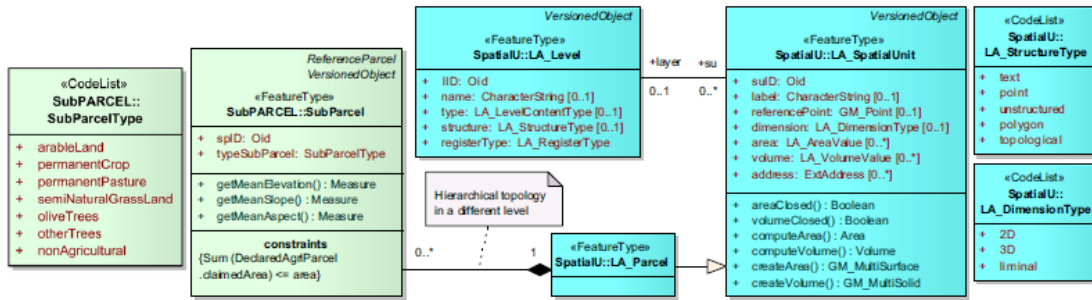 «CodeList»
SubPARCEL::
SubParcelType
+ arableLand
+ permanentCrop
+ permanentPasture
+ semiNaturalGrassLand
+ oliveTrees
+ otherTrees
+ nonAgricultural
ReferenceParcel
VersionedObject
«FeatureType»
SubPARCEL::SubParcel
+ spID: Oid
+ typeSubParcel: SubParcelType
+ getMeanElevation() : Measure
+ getMeanSlope() : Measure
+ getMeanAspect() : Measure
constraints
{Sum (DeclaredAgriParcel
.claimedArea) <= area}
VersionedObject
«FeatureType»
SpatialU::LA_Level
+ lID: Oid
+ name: CharacterString [0..1]
+ type: LA_LevelContentType [0..1]
+ structure: LA_StructureType [0..1]
+ registerType: LA_RegisterType
+layer
0..1
+su
0..*
Hierarchical topology
in a different level
0..*
1
«FeatureType»
SpatialU::LA_Parcel
VersionedObject
«FeatureType»
SpatialU::LA_SpatialUnit
+ suID: Oid
+ label: CharacterString [0..1]
+ referencePoint: GM_Point [0..1]
+ dimension: LA_DimensionType [0..1]
+ area: LA_AreaValue [0..*]
+ volume: LA_VolumeValue [0..*]
+ address: ExtAddress [0..*]
+ areaClosed() : Boolean
+ volumeClosed() : Boolean
+ computeArea() : Area
+ computeVolume() : Volume
+ createArea() : GM_MultiSurface
+ createVolume() : GM_MultiSolid
«CodeList»
SpatialU::
LA_StructureType
+ text
+ point
+ unstructured
+ polygon
+ topological
«CodeList»
SpatialU::
LA_DimensionType
+ 2D
+ 3D
+ liminal